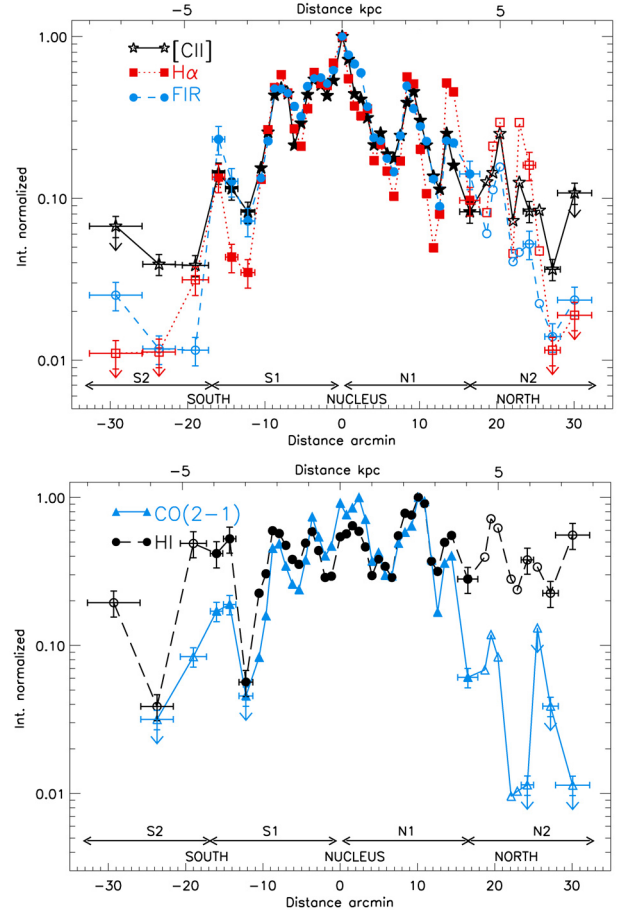 -5 Distance kpc 5
1.00
[CII]
Hα
FIR
0.10
Int. normalized
0.01
S2 S1 N1 N2
SOUTH NUCLEUS NORTH
-30 -20 -10 0 10 20 30
Distance arcmin
-5 Distance kpc 5
1.00
CO(2-1)
HI
0.10
Int. normalized
0.01
S2 S1 N1 N2
SOUTH NUCLEUS NORTH
-30 -20 -10 0 10 20 30
Distance arcmin